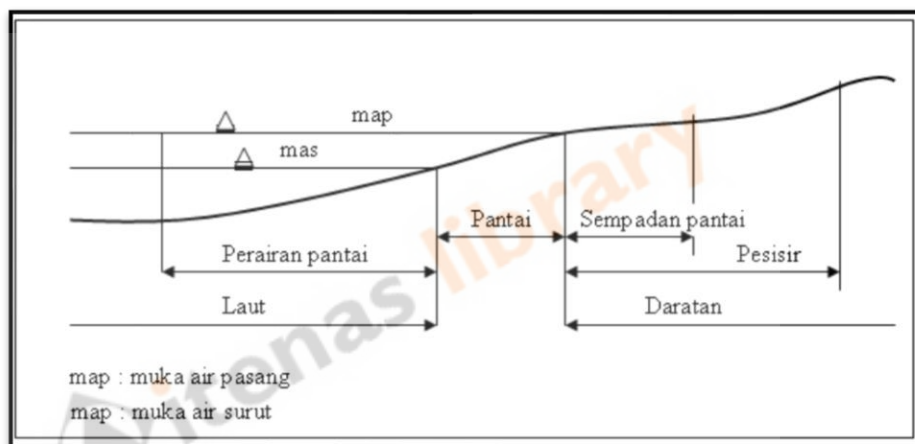 map
mas
Pantai
Sempadan pantai
Perairan pantai
Pesisir
Laut
Daratan
map : muka air pasang
map : muka air surut
itenas library